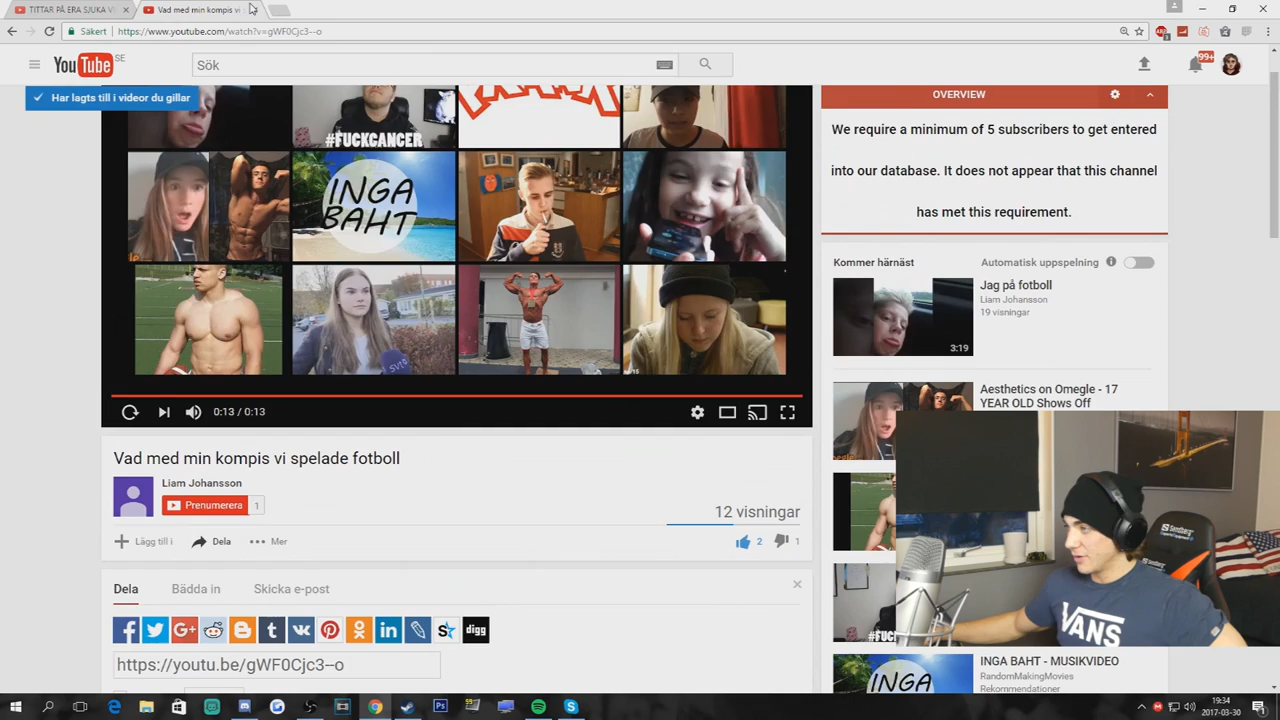 TITTAR PÅ ERA SJUKA V
Vad med min kompis vi
Säkert
https://www.youtube.com/watch?v=gWF0Cjc3--o
YouTube SE
Sök
99+
Har lagts till i videor du gillar
#FUCKCANCER
INGA
BAHT
SVT
0:13 / 0:13
Vad med min kompis vi spelade fotboll
Liam Johansson
Prenumerera
1
12 visningar
Lägg till i
Dela
Mer
2
1
Dela
Bädda in
Skicka e-post
digg
https://youtu.be/gWF0Cjc3--o
OVERVIEW
We require a minimum of 5 subscribers to get entered
into our database. It does not appear that this channel
has met this requirement.
Kommer härnäst
Automatisk uppspelning
Jag på fotboll
Liam Johansson
19 visningar
3:19
Aesthetics on Omegle - 17
YEAR OLD Shows Off
Sandberg
VANS
#FUC
INGA BAHT - MUSIKVIDEO
RandomMakingMovies
Rekommendationer
INGA
19:34
2017-03-30